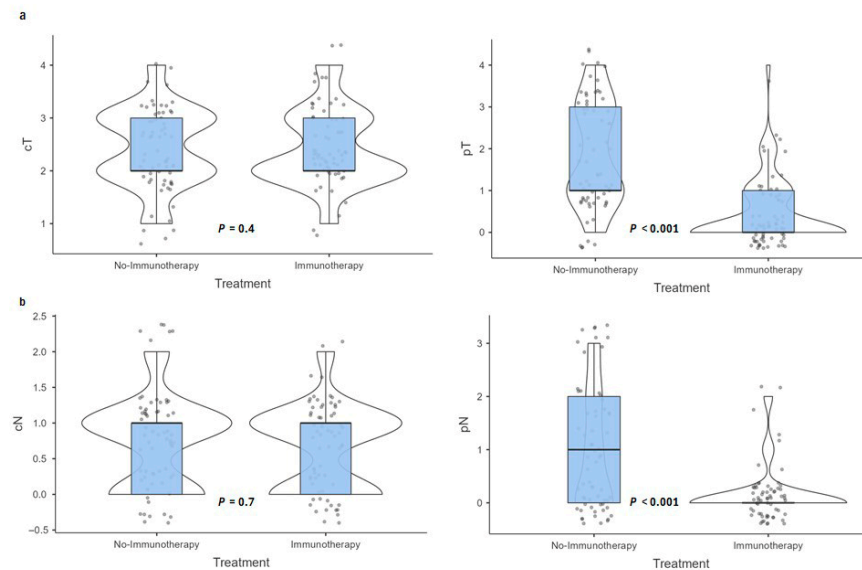 a
4
3
2
1
cT
P = 0.4
No-Immunotherapy
Immunotherapy
Treatment
4
3
2
1
0
pT
P < 0.001
No-Immunotherapy
Immunotherapy
Treatment
b
2.5
2.0
1.5
1.0
0.5
0.0
−0.5
cN
P = 0.7
No-Immunotherapy
Immunotherapy
Treatment
3
2
1
0
pN
P < 0.001
No-Immunotherapy
Immunotherapy
Treatment